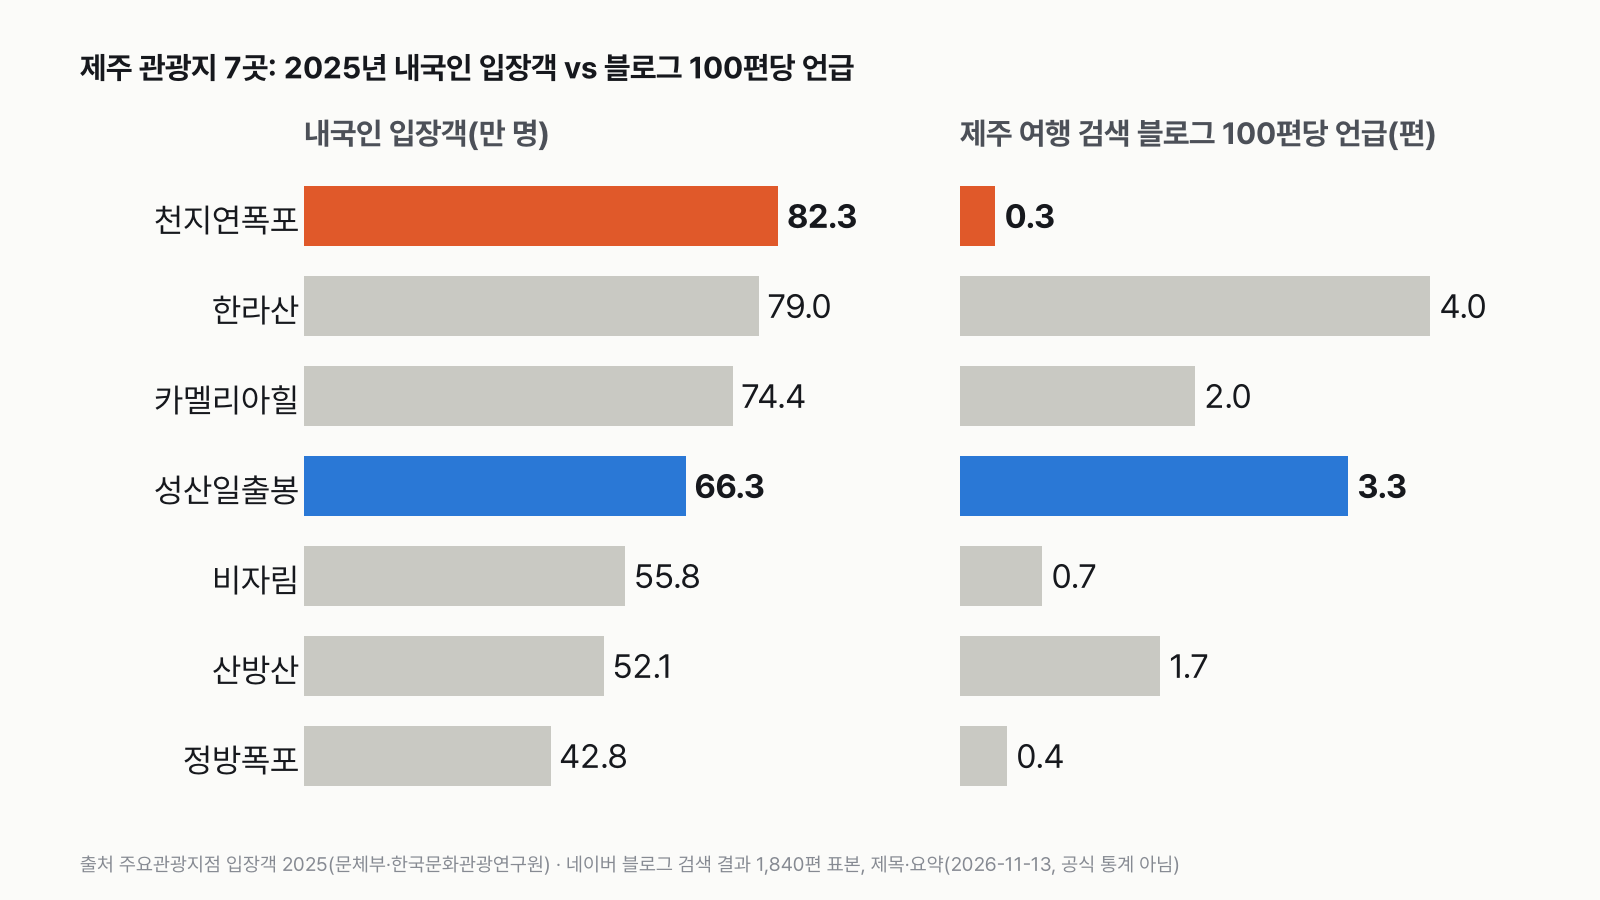 제주 관광지 7곳: 2025년 내국인 입장객 vs 블로그 100편당 언급
내국인 입장객(만 명)
제주 여행 검색 블로그 100편당 언급(편)
천지연폭포 82.3 0.3
한라산 79.0 4.0
카멜리아힐 74.4 2.0
성산일출봉 66.3 3.3
비자림 55.8 0.7
산방산 52.1 1.7
정방폭포 42.8 0.4
출처 주요관광지점 입장객 2025(문체부·한국문화관광연구원) · 네이버 블로그 검색 결과 1,840편 표본, 제목·요약(2026-11-13, 공식 통계 아님)